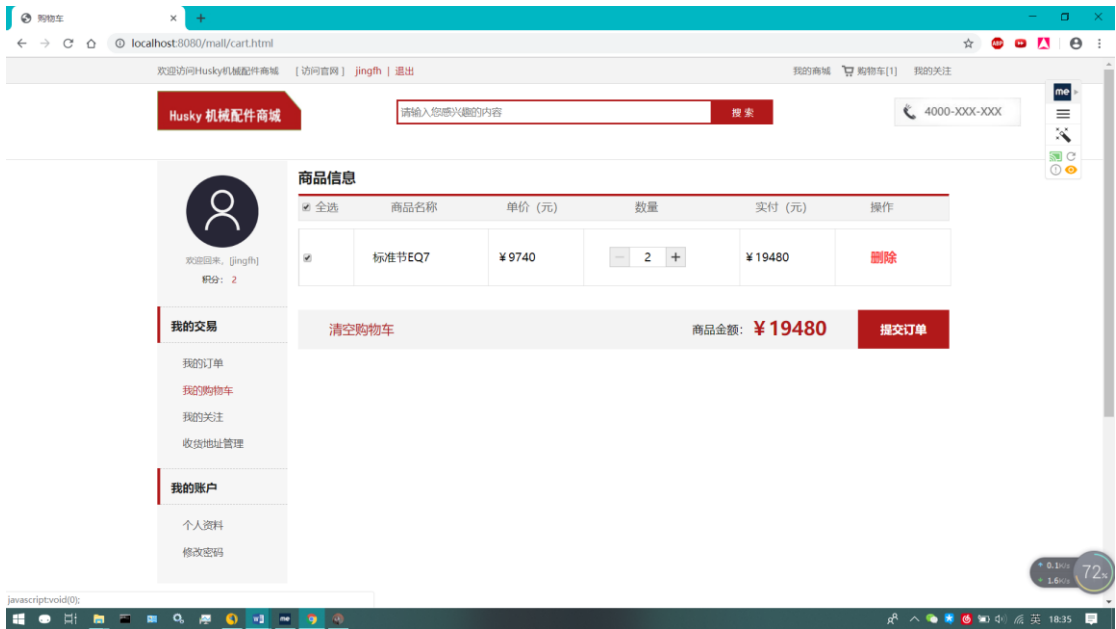 购物车
localhost:8080/mall/cart.html
ABP
欢迎访问Husky机械配件商城 [ 访问官网 ] jingfh | 退出 我的商城 购物车[1] 我的关注
me
Husky 机械配件商城 请输入您感兴趣的内容 搜 索 4000-XXX-XXX
商品信息
全选 商品名称 单价（元） 数量 实付（元） 操作
标准节EQ7 ¥9740 − 2 + ¥19480 删除
欢迎回来，[jingfh]
积分： 2
清空购物车 商品金额: ¥19480 提交订单
我的交易
我的订单
我的购物车
我的关注
收货地址管理
我的账户
个人资料
修改密码
+ 0.1K/s
+ 1.6K/s
72%
javascript:void(0);
英 18:35